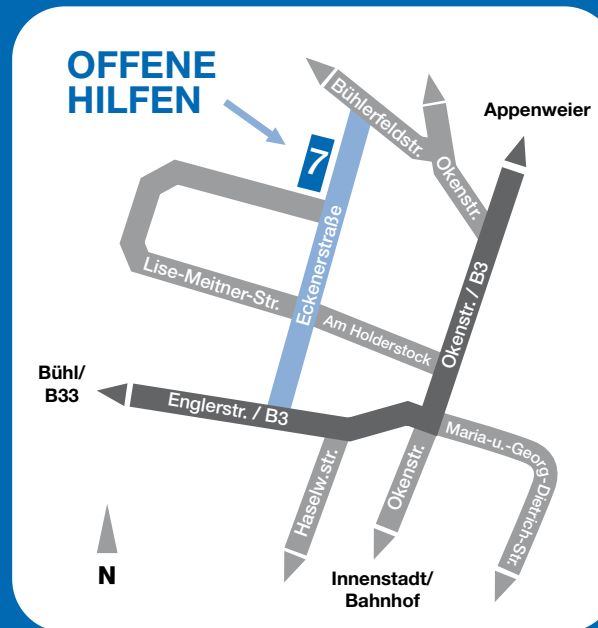 OFFENE
HILFEN
Bühlerfeldstr.
Okenstr.
Appenweier
7
Eckenerstraße
Okenstr. / B3
Lise-Meitner-Str.
Am Holderstock
Bühl/
B33
Englerstr. / B3
Haselw.str.
Okenstr.
Maria-u.-Georg-Dietrich-Str.
N
Innenstadt/
Bahnhof